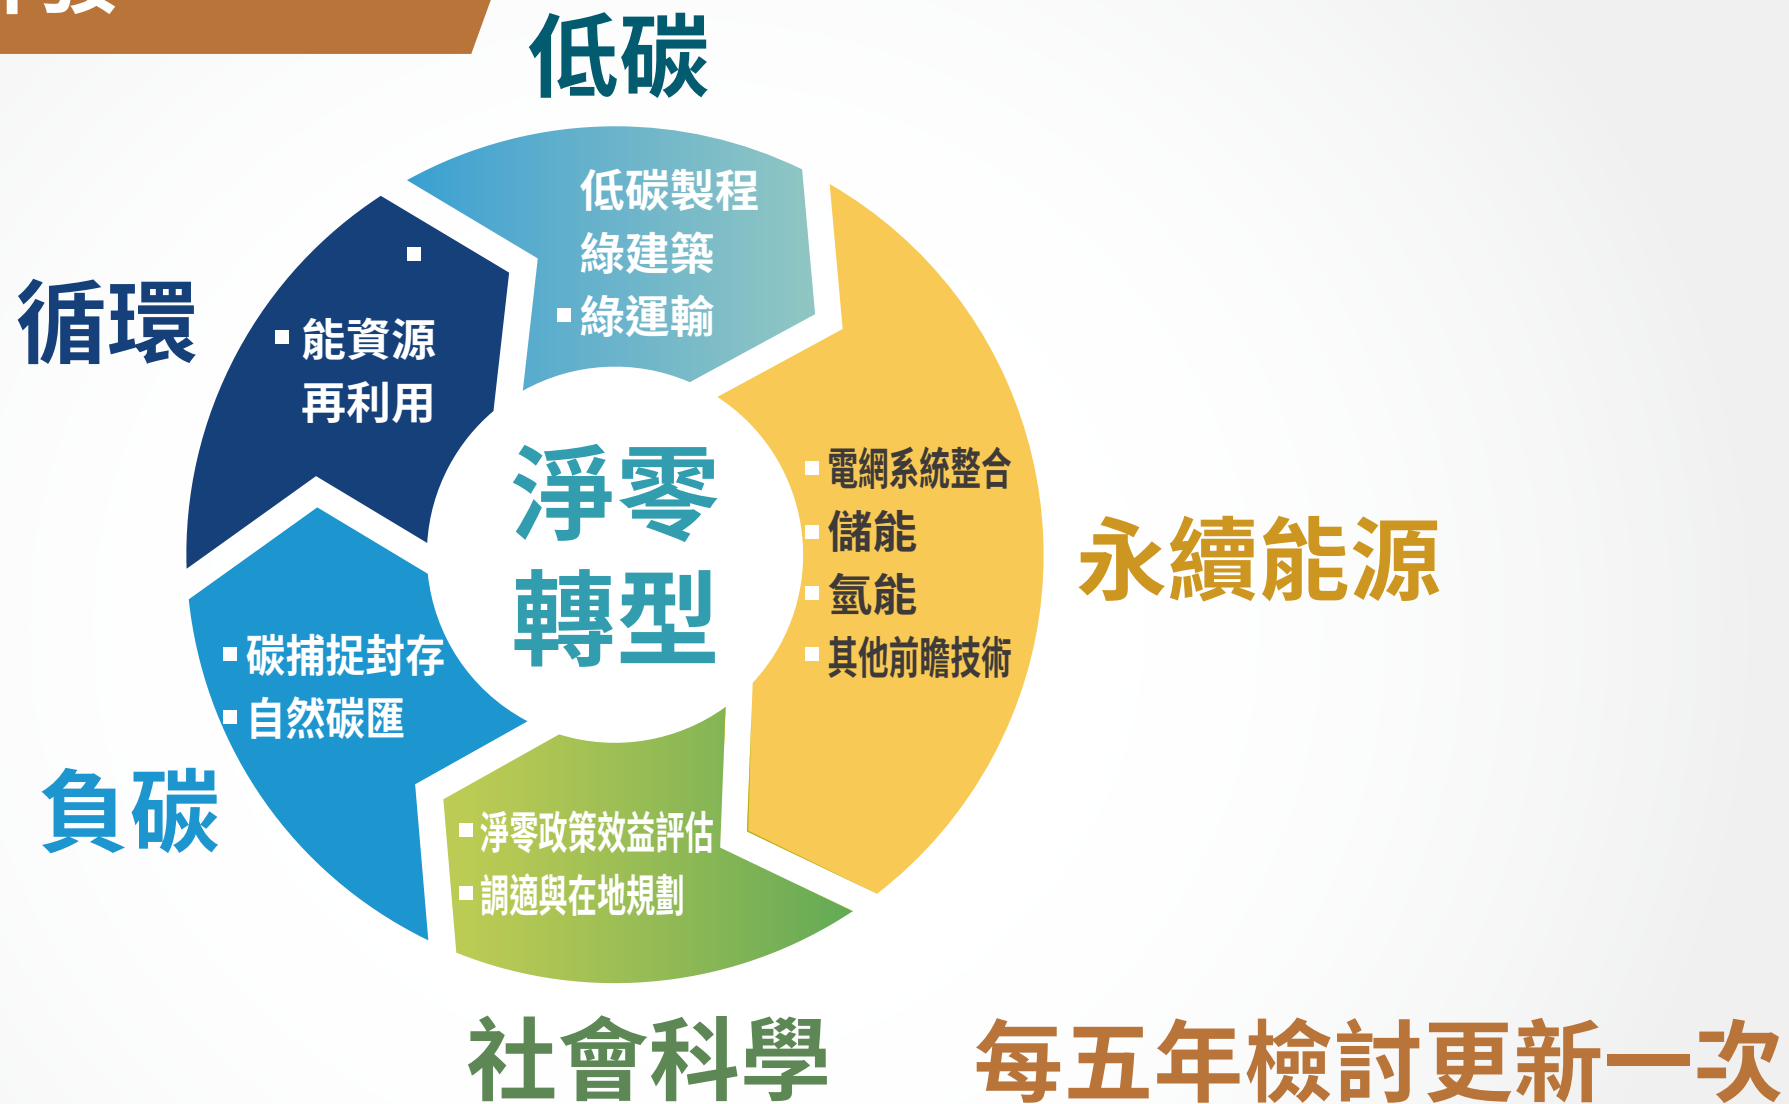 低碳
低碳製程
綠建築
綠運輸
循環
能資源
再利用
淨零
轉型
電網系統整合
儲能
氫能
其他前瞻技術
永續能源
碳捕捉封存
自然碳匯
負碳
淨零政策效益評估
調適與在地規劃
社會科學
每五年檢討更新一次